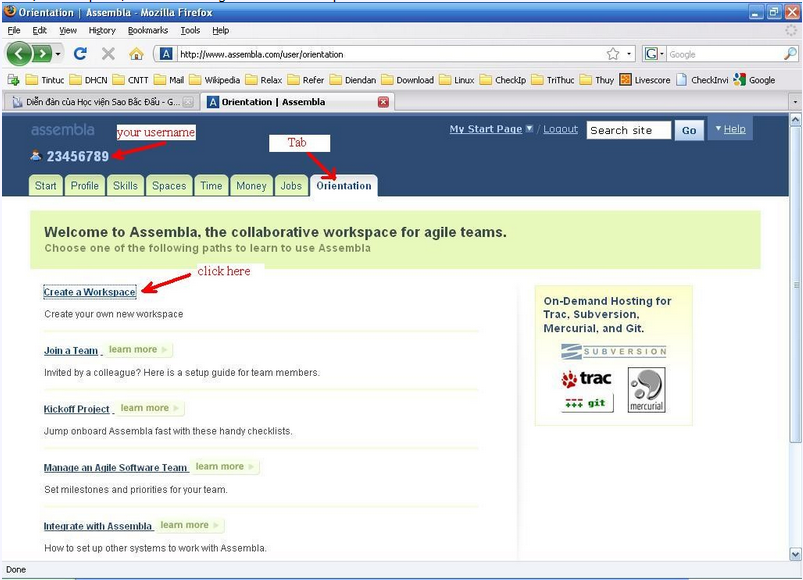 Orientation | Assembla - Mozilla Firefox
File Edit View History Bookmarks Tools Help
http://www.assembla.com/user/orientation
Google
Tintuc DHCN CNTT Mail Wikipedia Relax Refer Diendan Download Linux CheckIp TriThuc Thuy Livescore CheckInvi Google
Diễn đàn của Học viện Sao Bắc Đẩu - G...
Orientation | Assembla
assembla
your username
Tab
My Start Page / Logout
Search site
Go
Help
23456789
Start Profile Skills Spaces Time Money Jobs Orientation
Welcome to Assembla, the collaborative workspace for agile teams.
Choose one of the following paths to learn to use Assembla
click here
Create a Workspace
Create your own new workspace
Join a Team learn more
Invited by a colleague? Here is a setup guide for team members.
Kickoff Project learn more
Jump onboard Assembla fast with these handy checklists.
Manage an Agile Software Team learn more
Set milestones and priorities for your team.
Integrate with Assembla learn more
How to set up other systems to work with Assembla.
On-Demand Hosting for
Trac, Subversion,
Mercurial, and Git.
SUBVERSION
trac
git
mercurial
Done